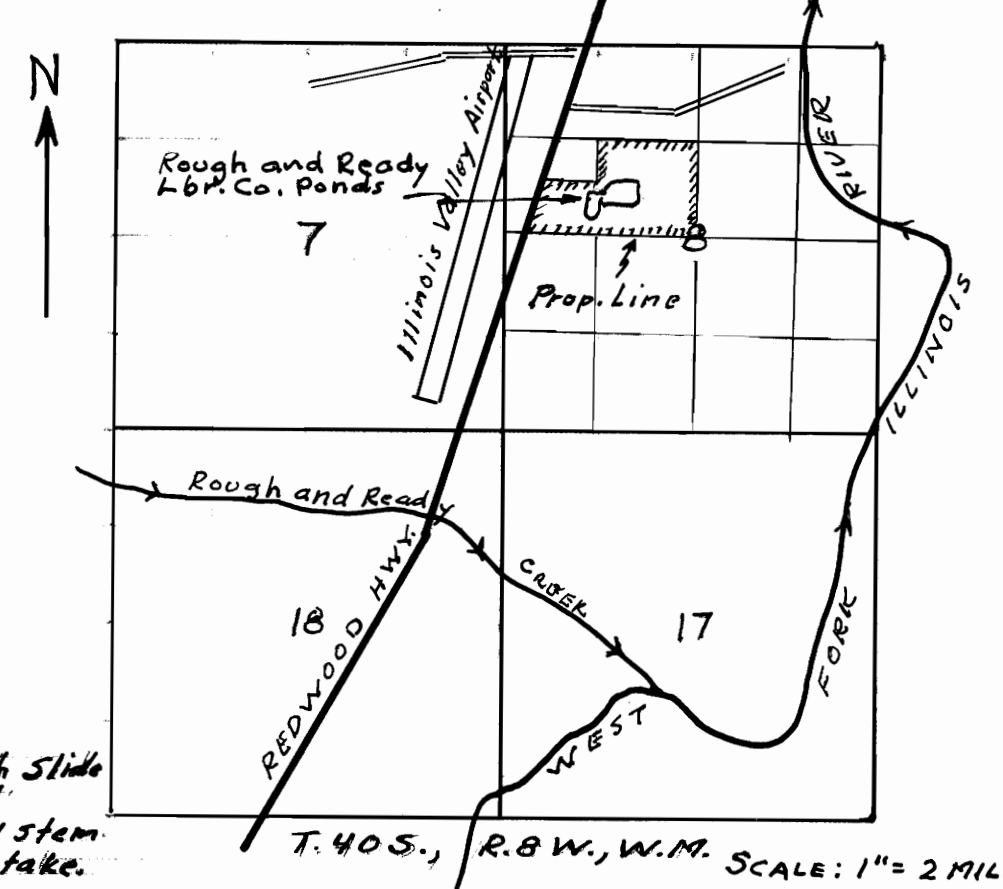 N
Illinois Valley Airport
RIVER
Rough and Ready
Lbr. Co. Ponds
7
Prop. Line
ILLINOIS
Rough and Ready
CREEK
REDWOOD HWY.
18
17
FORK
WEST
Slide
stem.
take.
T. 40 S., R. 8 W., W.M.
SCALE: 1" = 2 MIL